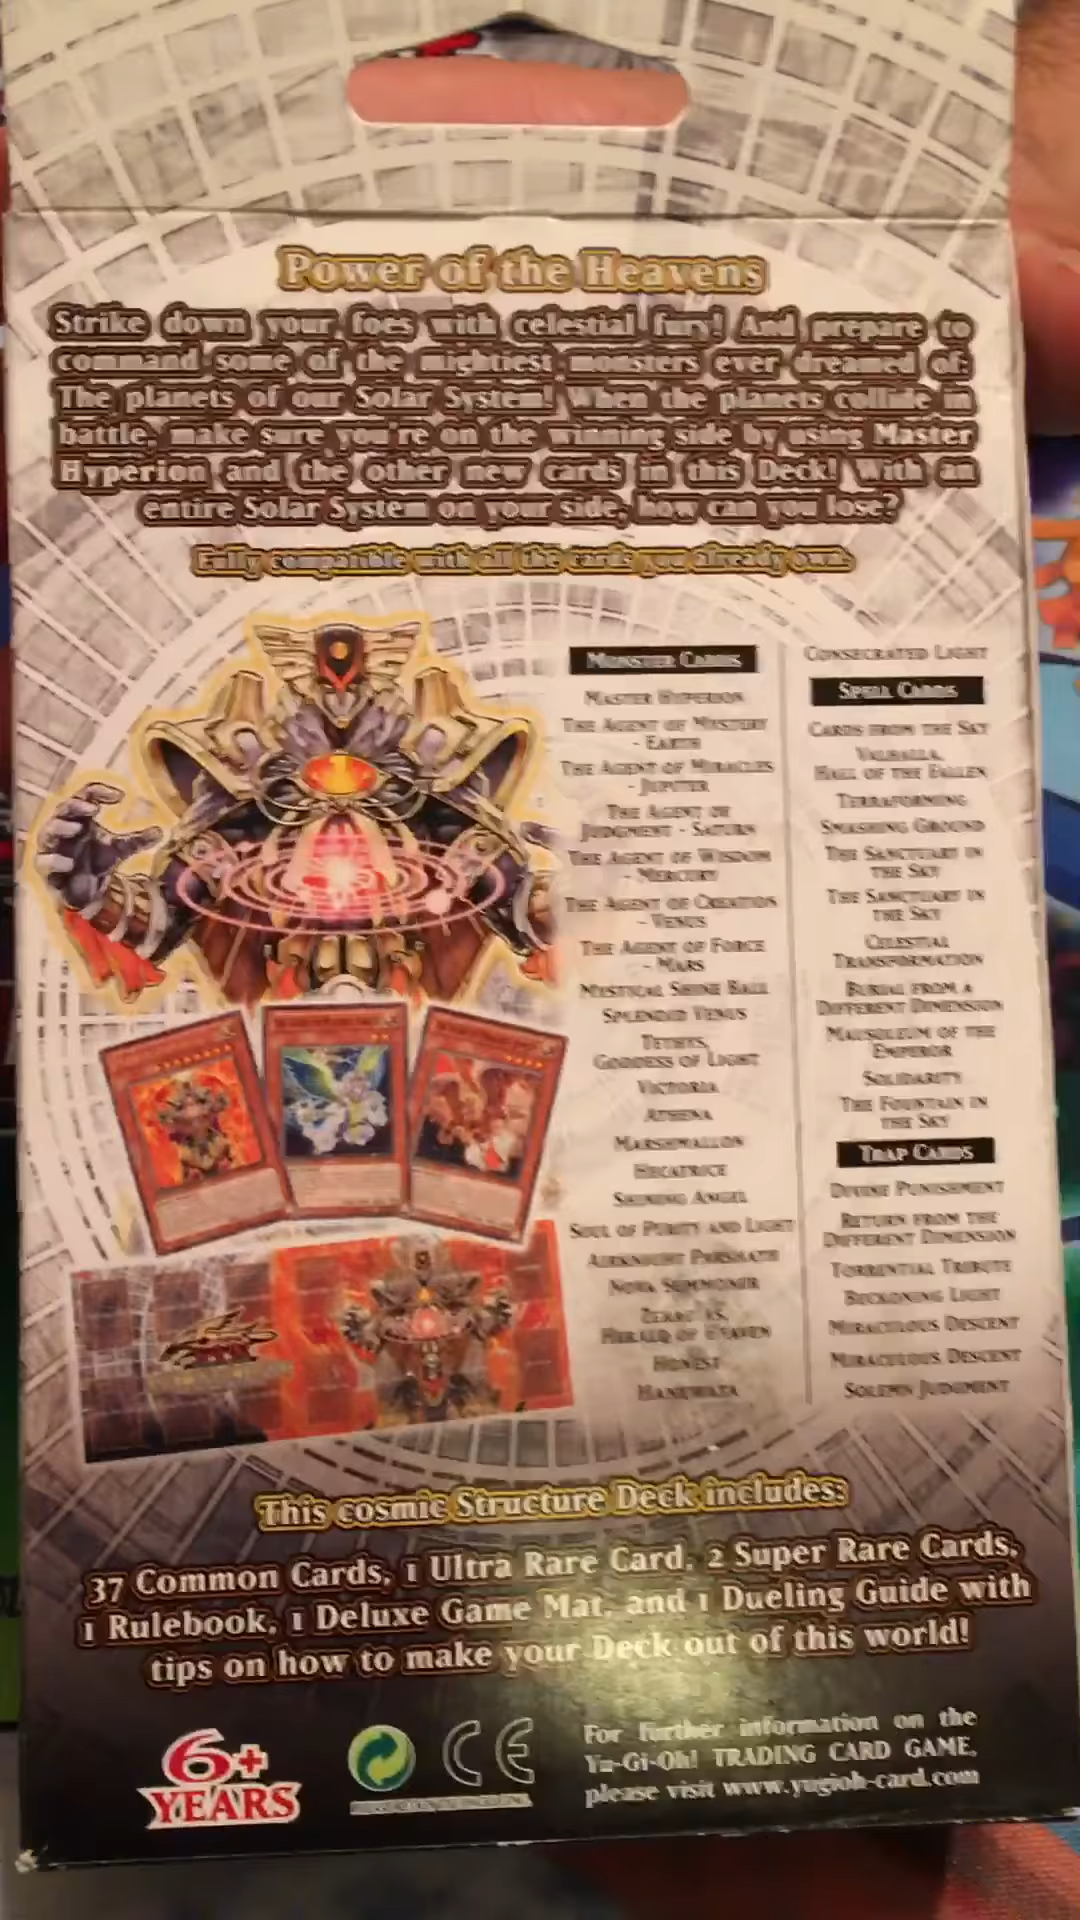 Power of the Heavens
Strike down your foes with celestial fury! And prepare to
command some of the mightiest monsters ever dreamed of:
The planets of our Solar System! When the planets collide in
battle, make sure you're on the winning side by using Master
Hyperion and the other new cards in this Deck! With an
entire Solar System on your side, how can you lose?
Fully compatible with all the cards you already own.
MONSTER CARDS
MASTER HYPERION
THE AGENT OF MYSTERY
- EARTH
THE AGENT OF MIRACLES
- JUPITER
THE AGENT OF
JUDGMENT - SATURN
THE AGENT OF WISDOM
- MERCURY
THE AGENT OF CREATION
- VENUS
THE AGENT OF FORCE
- MARS
MYSTICAL SHINE BALL
SPLENDID VENUS
TETHYS,
GODDESS OF LIGHT
VICTORIA
ATHENA
MARSHMALLON
HECATRICE
SHINING ANGEL
SOUL OF PURITY AND LIGHT
AIRKNIGHT PARSHATH
NOVA SUMMONER
ZERADIAS,
HERALD OF HEAVEN
HONEST
HANEWATA
CONSECRATED LIGHT
SPELL CARDS
CARDS FROM THE SKY
VALHALLA,
HALL OF THE FALLEN
TERRAFORMING
SMASHING GROUND
THE SANCTUARY IN
THE SKY
THE SANCTUARY IN
THE SKY
CELESTIAL
TRANSFORMATION
BURIAL FROM A
DIFFERENT DIMENSION
MAUSOLEUM OF THE
EMPEROR
SOLIDARITY
THE FOUNTAIN IN
THE SKY
TRAP CARDS
DIVINE PUNISHMENT
RETURN FROM THE
DIFFERENT DIMENSION
TORRENTIAL TRIBUTE
BECKONING LIGHT
MIRACULOUS DESCENT
MIRACULOUS DESCENT
SOLEMN JUDGMENT
This cosmic Structure Deck includes:
37 Common Cards, 1 Ultra Rare Card, 2 Super Rare Cards,
1 Rulebook, 1 Deluxe Game Mat, and 1 Dueling Guide with
tips on how to make your Deck out of this world!
6+
YEARS
CE
For further information on the
Yu-Gi-Oh! TRADING CARD GAME,
please visit www.yugioh-card.com